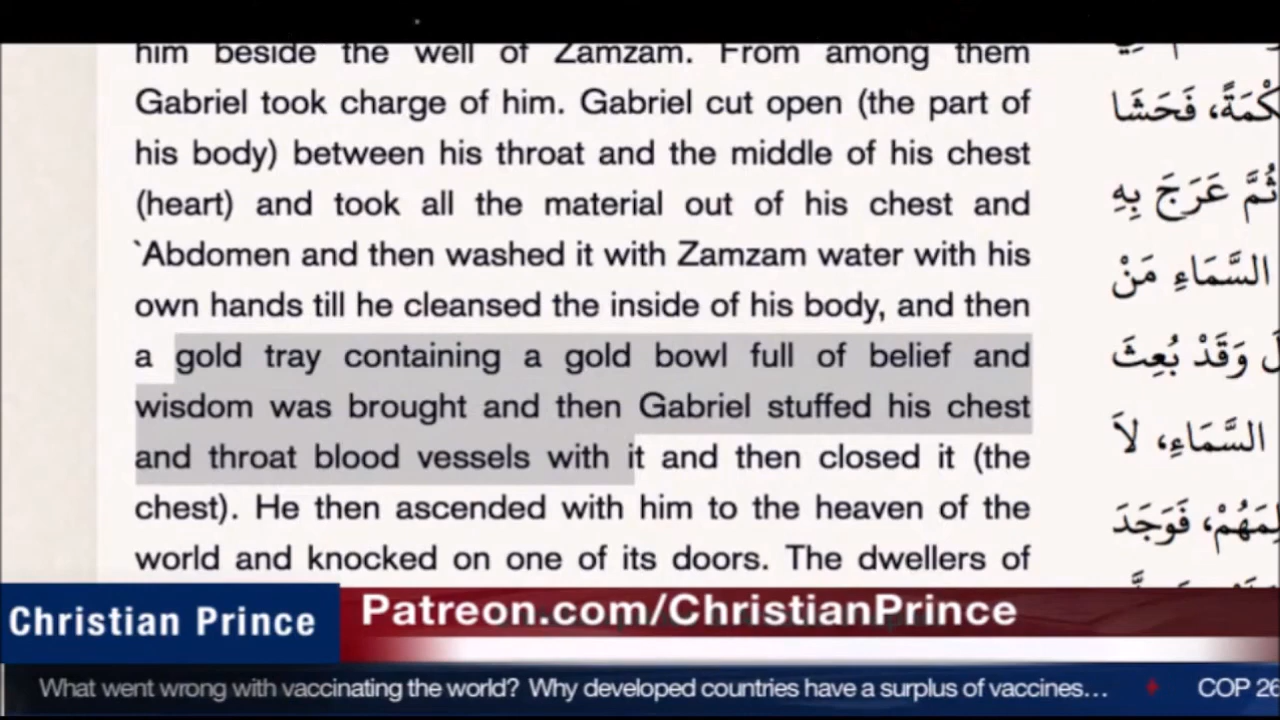 him beside the well of Zamzam. From among them
Gabriel took charge of him. Gabriel cut open (the part of
his body) between his throat and the middle of his chest
(heart) and took all the material out of his chest and
`Abdomen and then washed it with Zamzam water with his
own hands till he cleansed the inside of his body, and then
a gold tray containing a gold bowl full of belief and
wisdom was brought and then Gabriel stuffed his chest
and throat blood vessels with it and then closed it (the
chest). He then ascended with him to the heaven of the
world and knocked on one of its doors. The dwellers of
فَحَشَا
ثُمَّ عَرَجَ بِهِ
السَّمَاءِ مَنْ
وَقَدْ بُعِثَ
السَّمَاءِ، لاَ
فَوَجَدَ
Christian Prince
Patreon.com/ChristianPrince
What went wrong with vaccinating the world? Why developed countries have a surplus of vaccines... COP 26